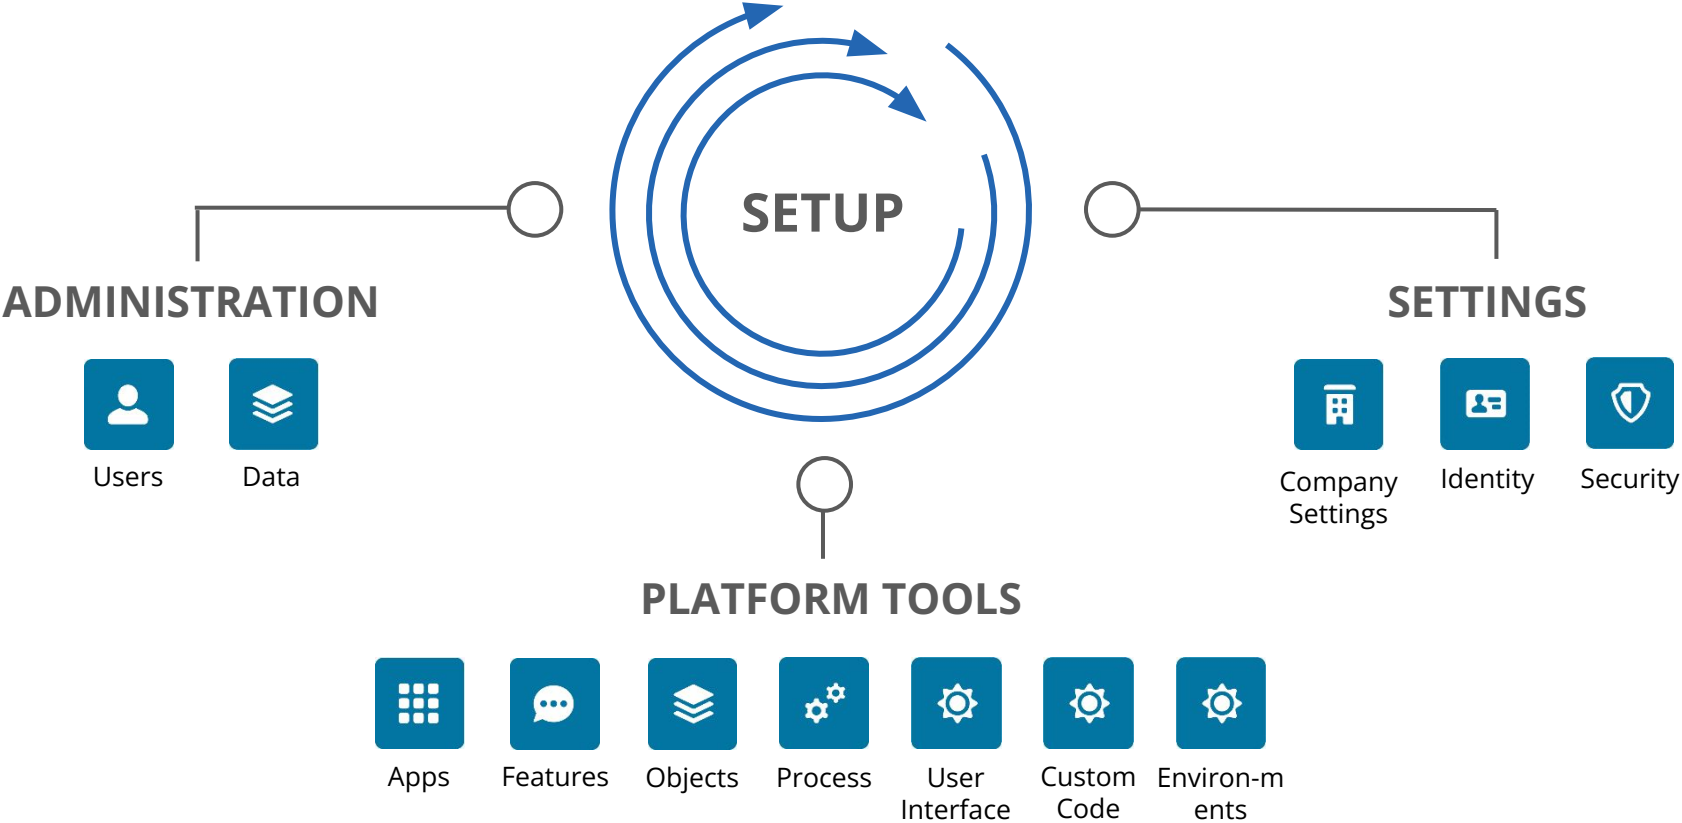 SETUP
ADMINISTRATION
Users
Data
SETTINGS
Company
Settings
Identity
Security
PLATFORM TOOLS
Apps
Features
Objects
Process
User
Interface
Custom
Code
Environ-m
ents